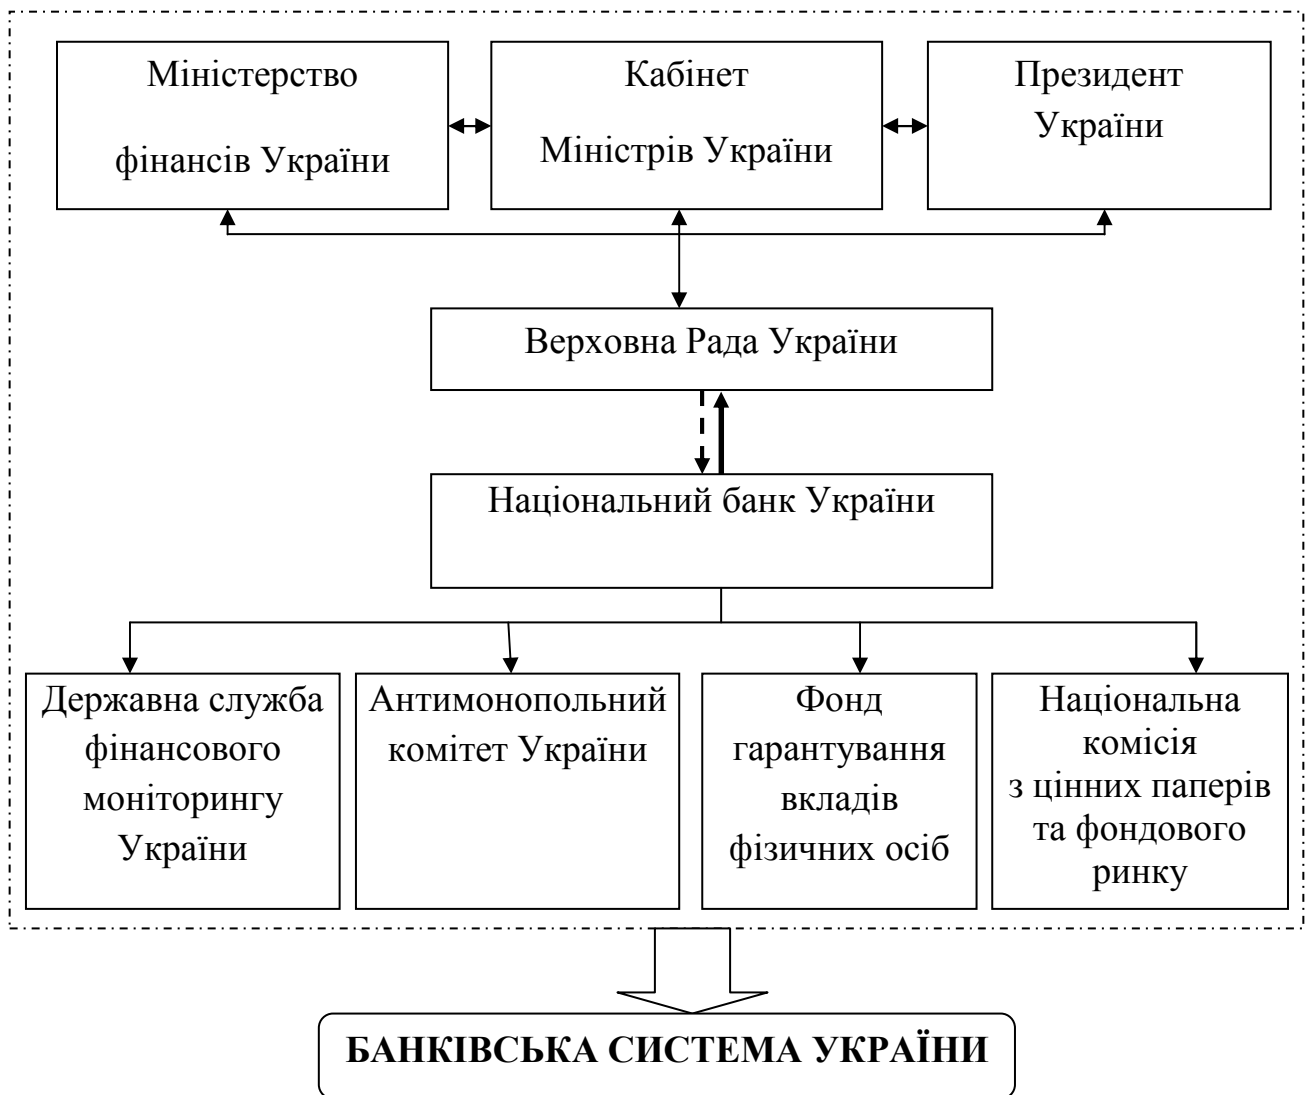 Міністерство
фінансів України
Кабінет
Міністрів України
Президент
України
Верховна Рада України
Національний банк України
Державна служба
фінансового
моніторингу
України
Антимонопольний
комітет України
Фонд
гарантування
вкладів
фізичних осіб
Національна
комісія
з цінних паперів
та фондового
ринку
БАНКІВСЬКА СИСТЕМА УКРАЇНИ